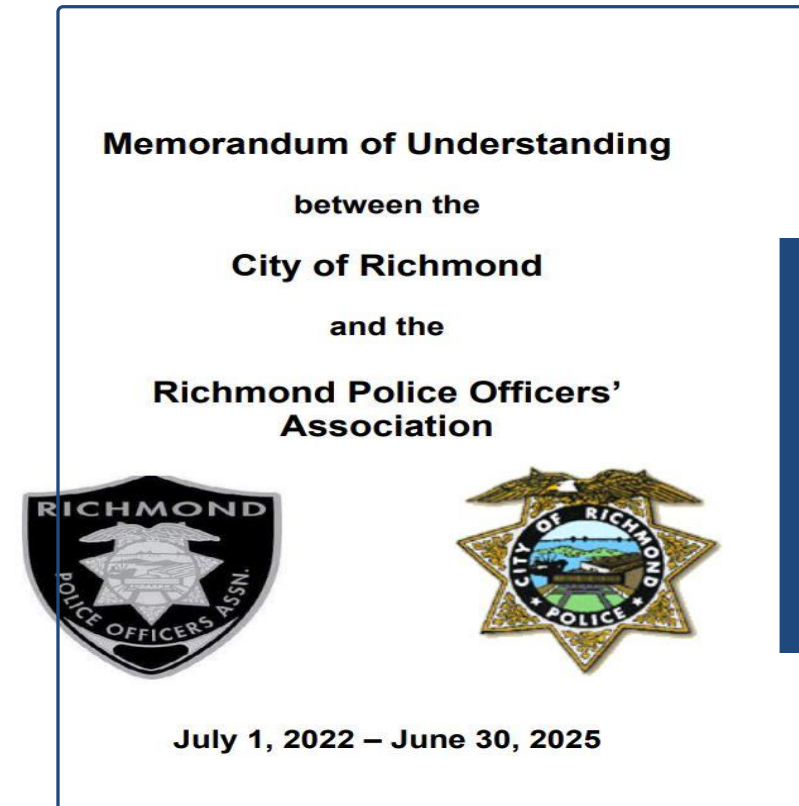 Memorandum of Understanding
between the
City of Richmond
and the
Richmond Police Officers’
Association
RICHMOND
POLICE OFFICERS ASSN.
CITY OF RICHMOND
POLICE
July 1, 2022 – June 30, 2025